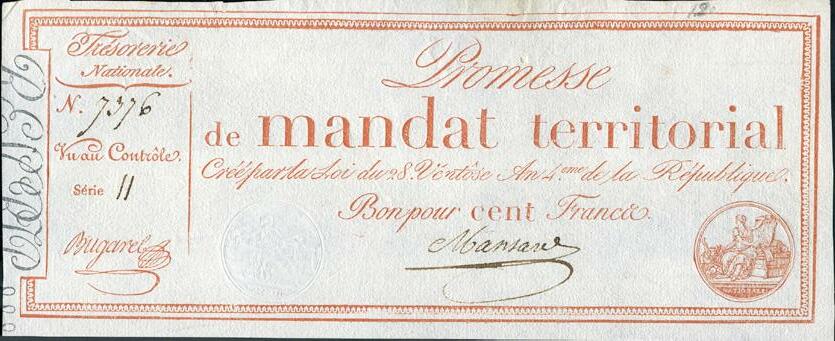 Trésorerie
Nationale.
N. 7376
Vu au Contrôle.
Série 11
Bugarel
Promesse
de mandat territorial
Créé par la Loi du 28. Ventôse An 4.eme de la République.
Bon pour cent Francs.